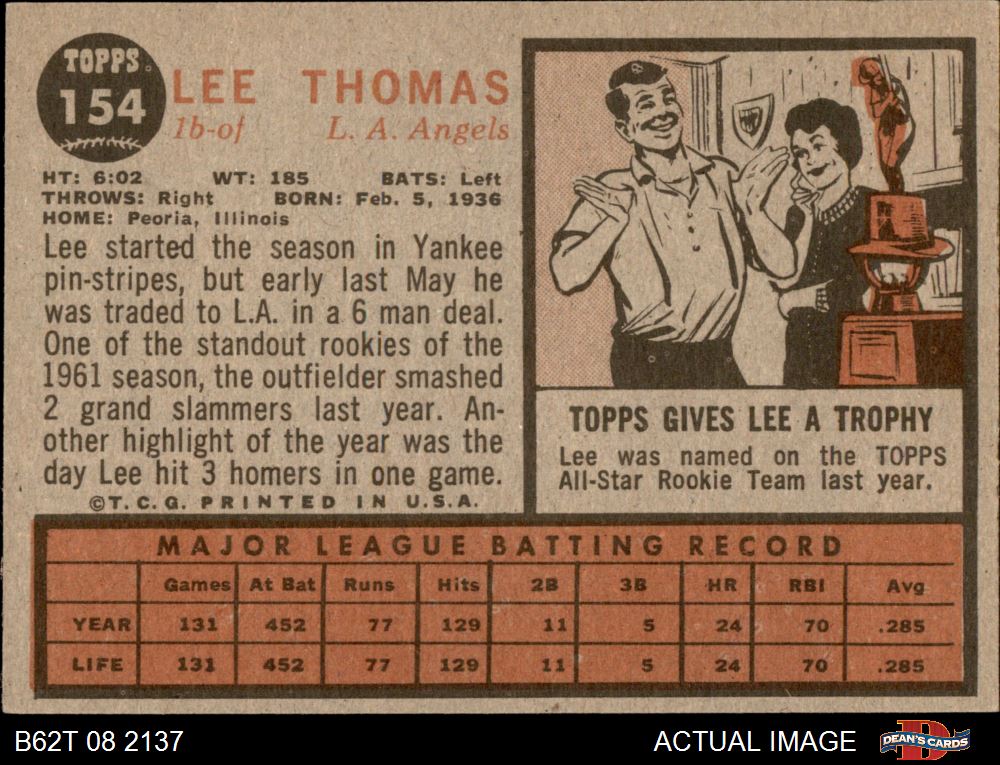 TOPPS
154
LEE THOMAS
1b-of L. A. Angels
HT: 6:02 WT: 185 BATS: Left
THROWS: Right BORN: Feb. 5, 1936
HOME: Peoria, Illinois
Lee started the season in Yankee
pin-stripes, but early last May he
was traded to L.A. in a 6 man deal.
One of the standout rookies of the
1961 season, the outfielder smashed
2 grand slammers last year. An-
other highlight of the year was the
day Lee hit 3 homers in one game.
©T.C.G. PRINTED IN U.S.A.
TOPPS GIVES LEE A TROPHY
Lee was named on the TOPPS
All-Star Rookie Team last year.
MAJOR LEAGUE BATTING RECORD
Games At Bat Runs Hits 2B 3B HR RBI Avg
YEAR 131 452 77 129 11 5 24 70 .285
LIFE 131 452 77 129 11 5 24 70 .285
B62T 08 2137
ACTUAL IMAGE
DEAN'S CARDS